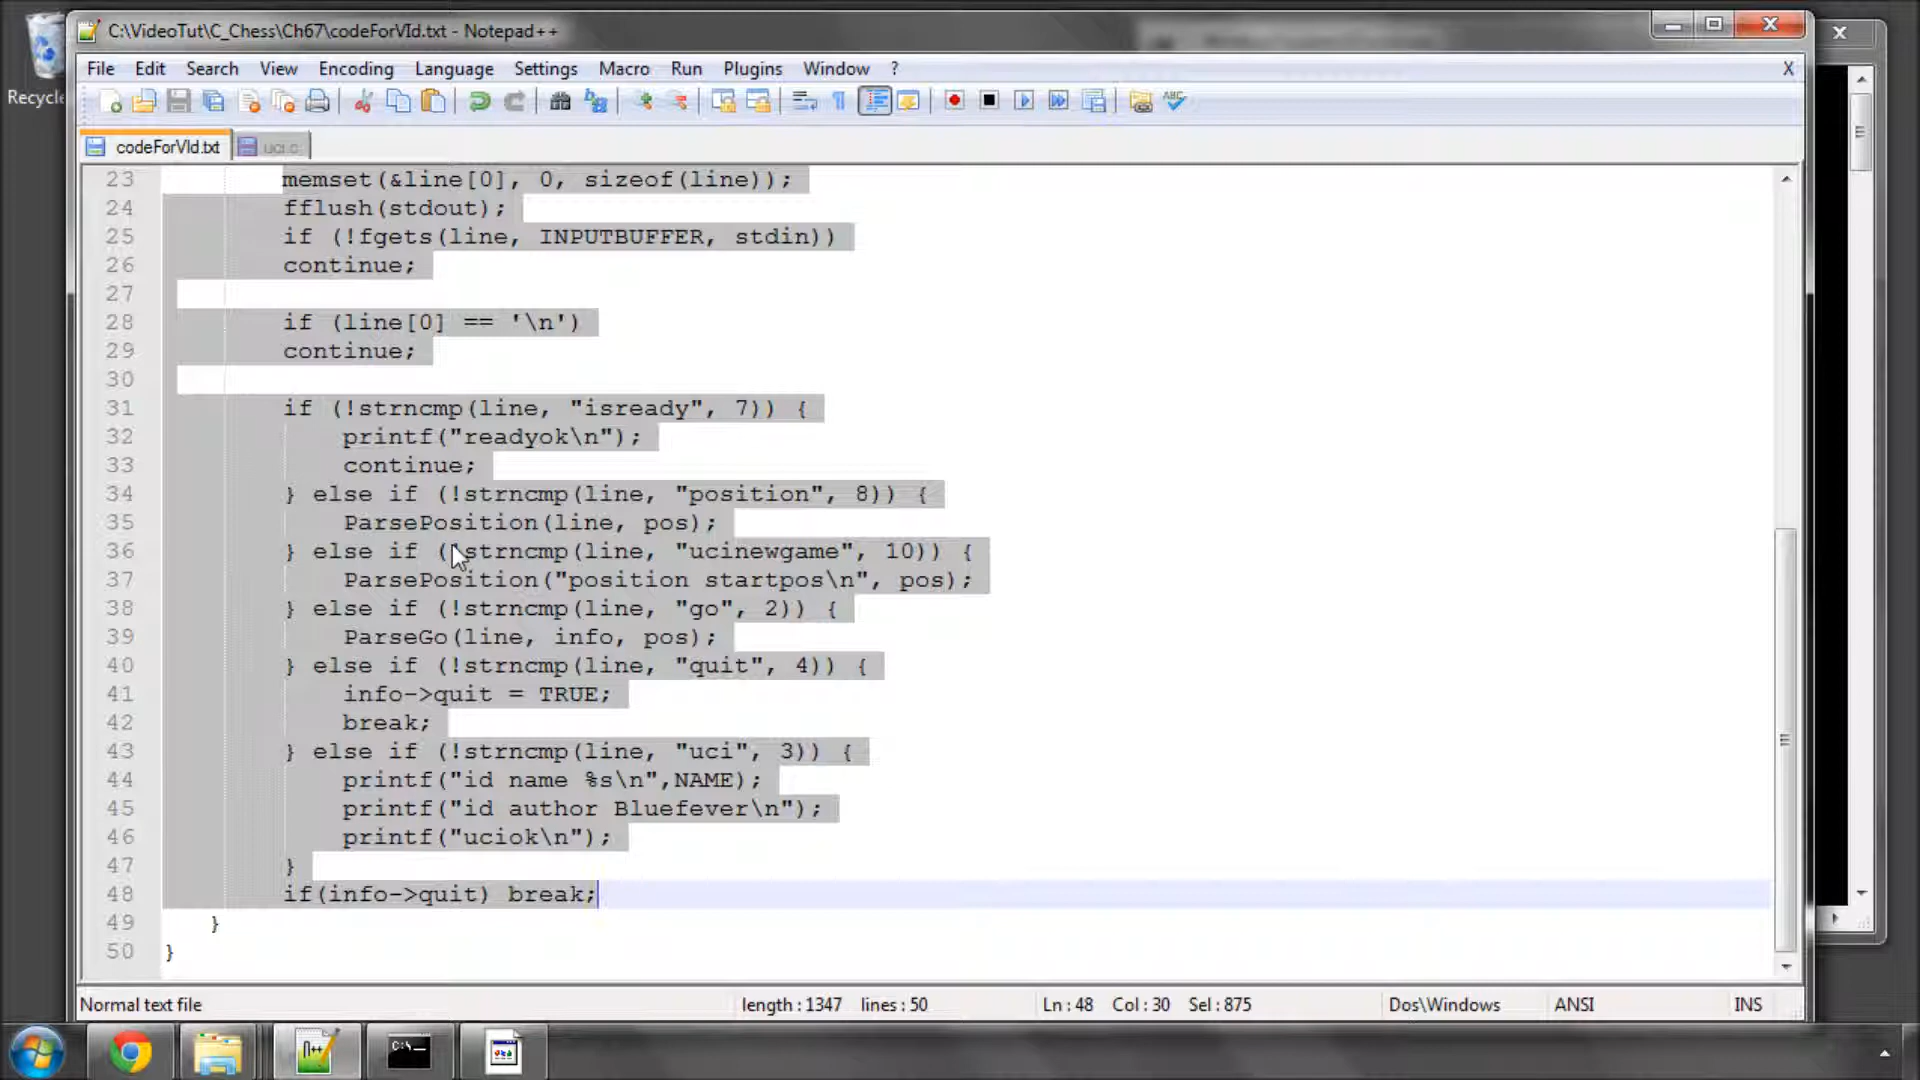 C:\VideoTut\C_Chess\Ch67\codeForVId.txt - Notepad++
File Edit Search View Encoding Language Settings Macro Run Plugins Window ? X
Recycle
codeForVId.txt uci.c
23 memset(&line[0], 0, sizeof(line));
24 fflush(stdout);
25 if (!fgets(line, INPUTBUFFER, stdin))
26 continue;
27
28 if (line[0] == '\n')
29 continue;
30
31 if (!strncmp(line, "isready", 7)) {
32 printf("readyok\n");
33 continue;
34 } else if (!strncmp(line, "position", 8)) {
35 ParsePosition(line, pos);
36 } else if (!strncmp(line, "ucinewgame", 10)) {
37 ParsePosition("position startpos\n", pos);
38 } else if (!strncmp(line, "go", 2)) {
39 ParseGo(line, info, pos);
40 } else if (!strncmp(line, "quit", 4)) {
41 info->quit = TRUE;
42 break;
43 } else if (!strncmp(line, "uci", 3)) {
44 printf("id name %s\n",NAME);
45 printf("id author Bluefever\n");
46 printf("uciok\n");
47 }
48 if(info->quit) break;
49 }
50 }
Normal text file length : 1347 lines : 50 Ln : 48 Col : 30 Sel : 875 Dos\Windows ANSI INS